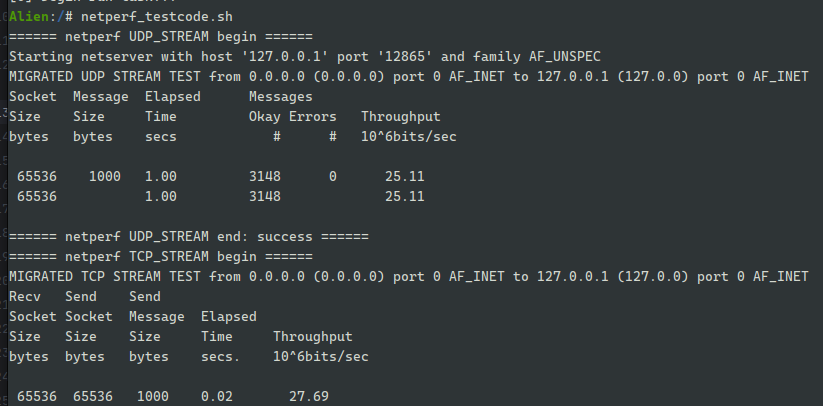 Alien:/# netperf_testcode.sh
====== netperf UDP_STREAM begin ======
Starting netserver with host '127.0.0.1' port '12865' and family AF_UNSPEC
MIGRATED UDP STREAM TEST from 0.0.0.0 (0.0.0.0) port 0 AF_INET to 127.0.0.1 (127.0.0) port 0 AF_INET
Socket  Message  Elapsed      Messages
Size    Size     Time         Okay Errors   Throughput
bytes   bytes    secs            #      #   10^6bits/sec
 65536    1000   1.00         3148      0      25.11
 65536           1.00         3148             25.11
====== netperf UDP_STREAM end: success ======
====== netperf TCP_STREAM begin ======
MIGRATED TCP STREAM TEST from 0.0.0.0 (0.0.0.0) port 0 AF_INET to 127.0.0.1 (127.0.0) port 0 AF_INET
Recv   Send    Send
Socket Socket  Message  Elapsed
Size   Size    Size     Time     Throughput
bytes  bytes   bytes    secs.    10^6bits/sec
 65536  65536   1000    0.02       27.69